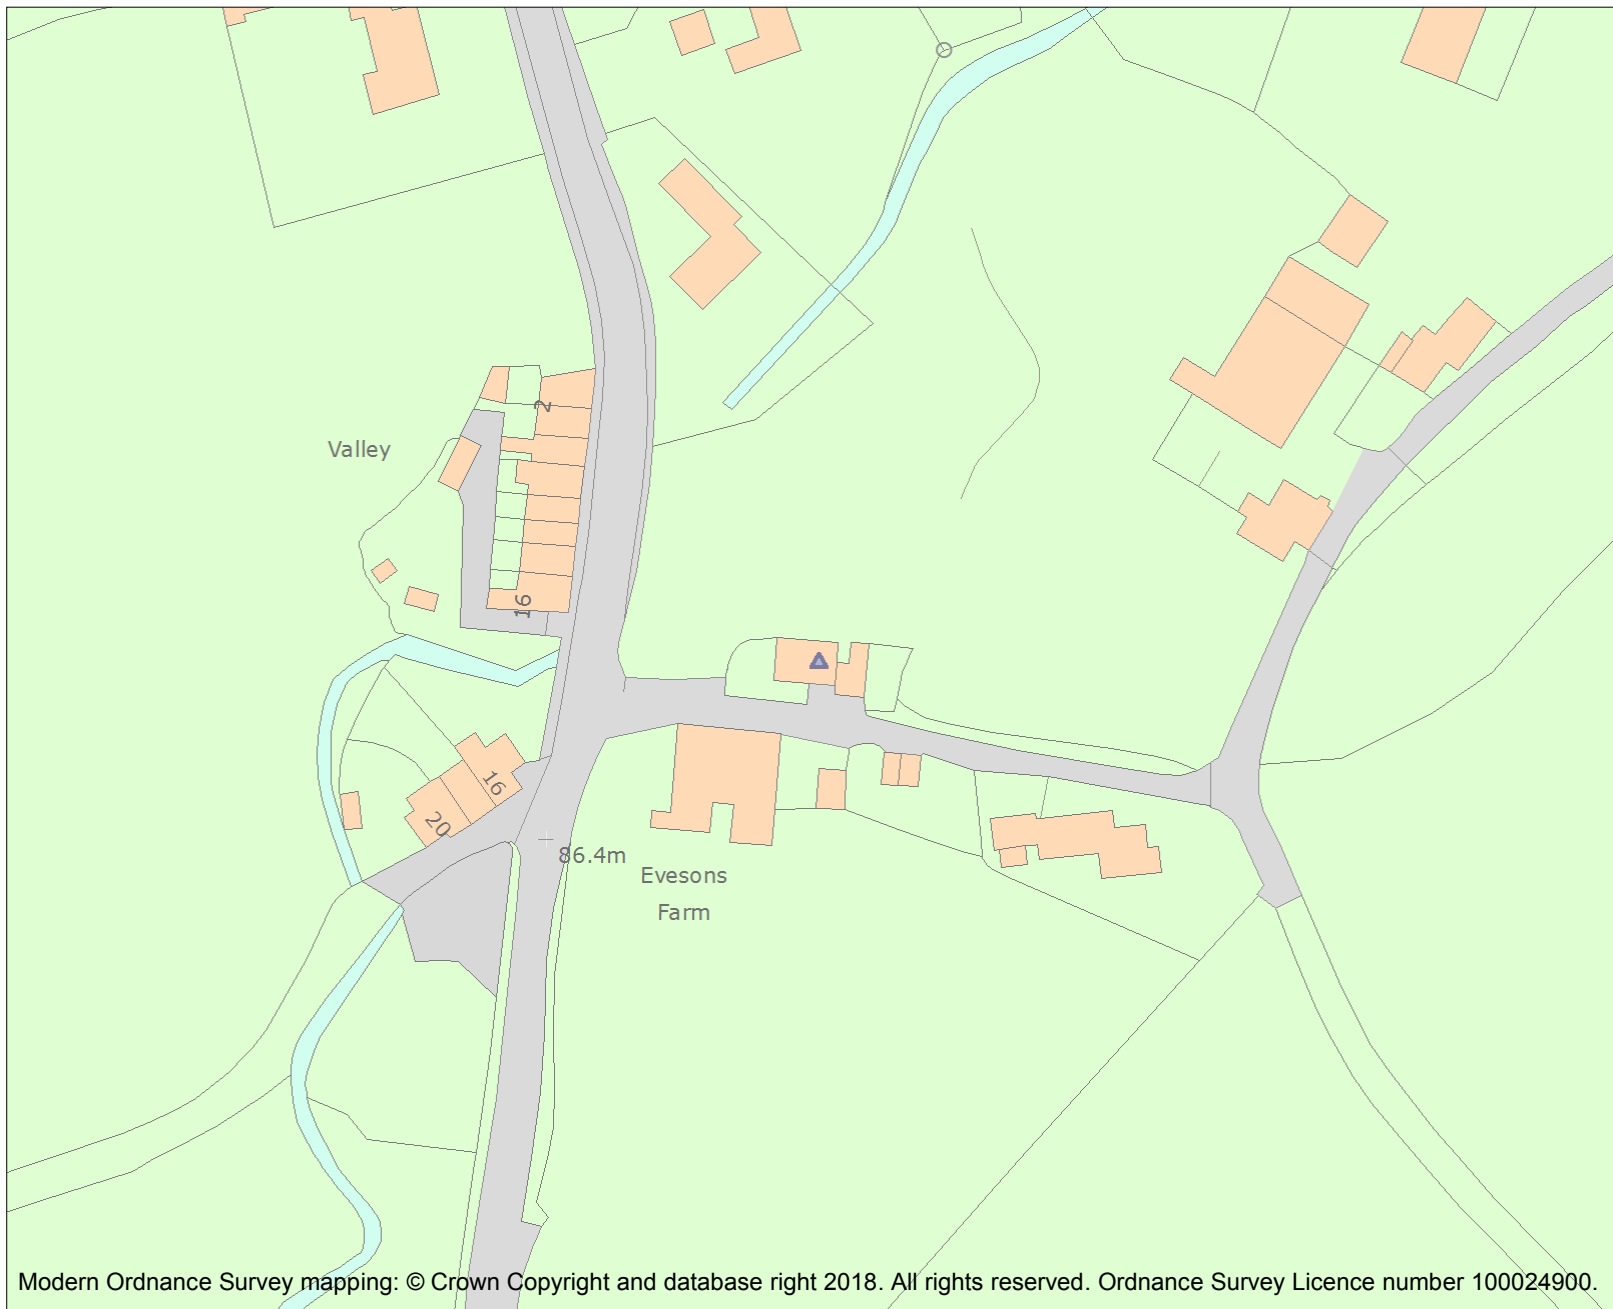 2
Valley
16
16
20
86.4m
Evesons
Farm
Modern Ordnance Survey mapping: © Crown Copyright and database right 2018. All rights reserved. Ordnance Survey Licence number 100024900.